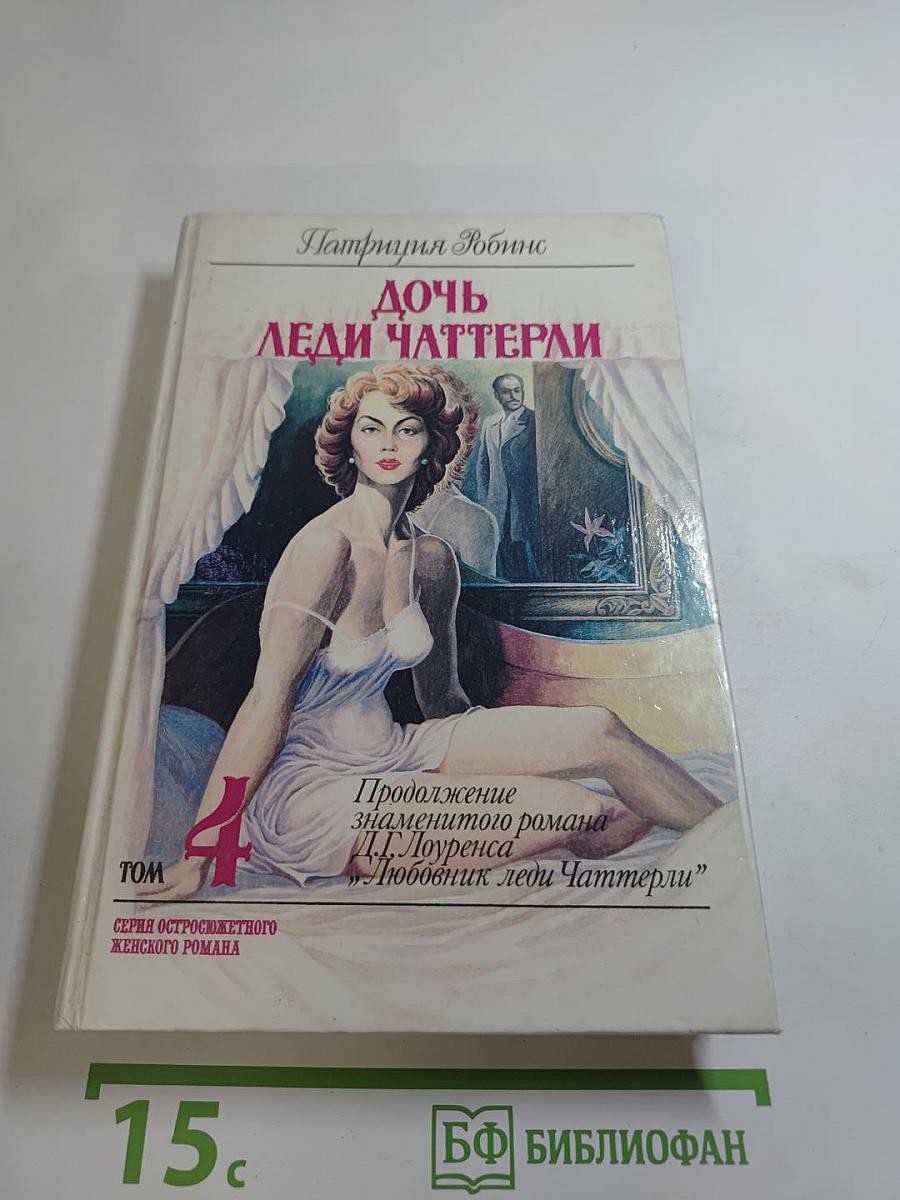 Патриция Робинс
ДОЧЬ
ЛЕДИ ЧАТТЕРЛИ
Продолжение
знаменитого романа
Д.Г. Лоуренса
„Любовник леди Чаттерли”
ТОМ 4
СЕРИЯ ОСТРОСЮЖЕТНОГО
ЖЕНСКОГО РОМАНА
15 с
БФ БИБЛИОФАН